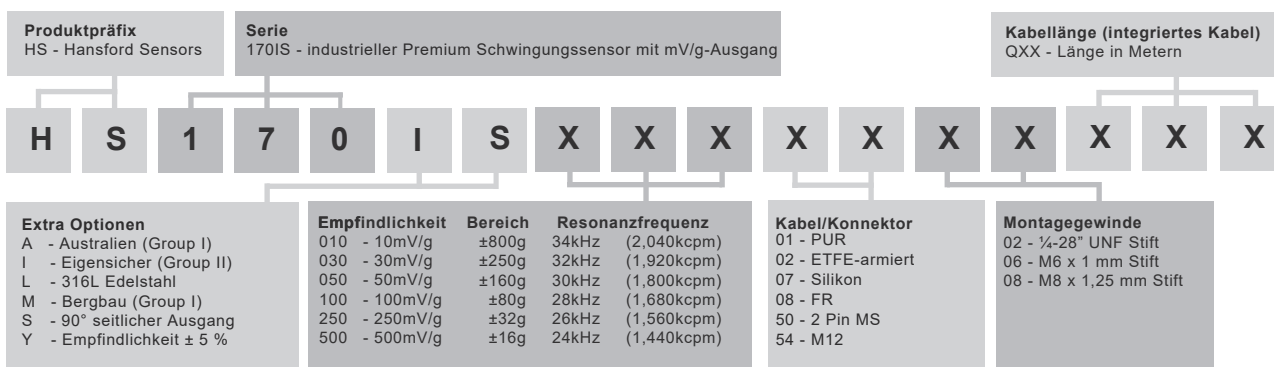 Produktpräfix
HS - Hansford Sensors
Serie
170IS - industrieller Premium Schwingungssensor mit mV/g-Ausgang
Kabellänge (integriertes Kabel)
QXX - Länge in Metern
H S 1 7 0 I S X X X X X X X X X X
Extra Optionen
A - Australien (Group I)
I - Eigensicher (Group II)
L - 316L Edelstahl
M - Bergbau (Group I)
S - 90° seitlicher Ausgang
Y - Empfindlichkeit ± 5 %
Empfindlichkeit Bereich Resonanzfrequenz
010 - 10mV/g ±800g 34kHz (2,040kcpm)
030 - 30mV/g ±250g 32kHz (1,920kcpm)
050 - 50mV/g ±160g 30kHz (1,800kcpm)
100 - 100mV/g ±80g 28kHz (1,680kcpm)
250 - 250mV/g ±32g 26kHz (1,560kcpm)
500 - 500mV/g ±16g 24kHz (1,440kcpm)
Kabel/Konnektor
01 - PUR
02 - ETFE-armiert
07 - Silikon
08 - FR
50 - 2 Pin MS
54 - M12
Montagegewinde
02 - ¼-28” UNF Stift
06 - M6 x 1 mm Stift
08 - M8 x 1,25 mm Stift